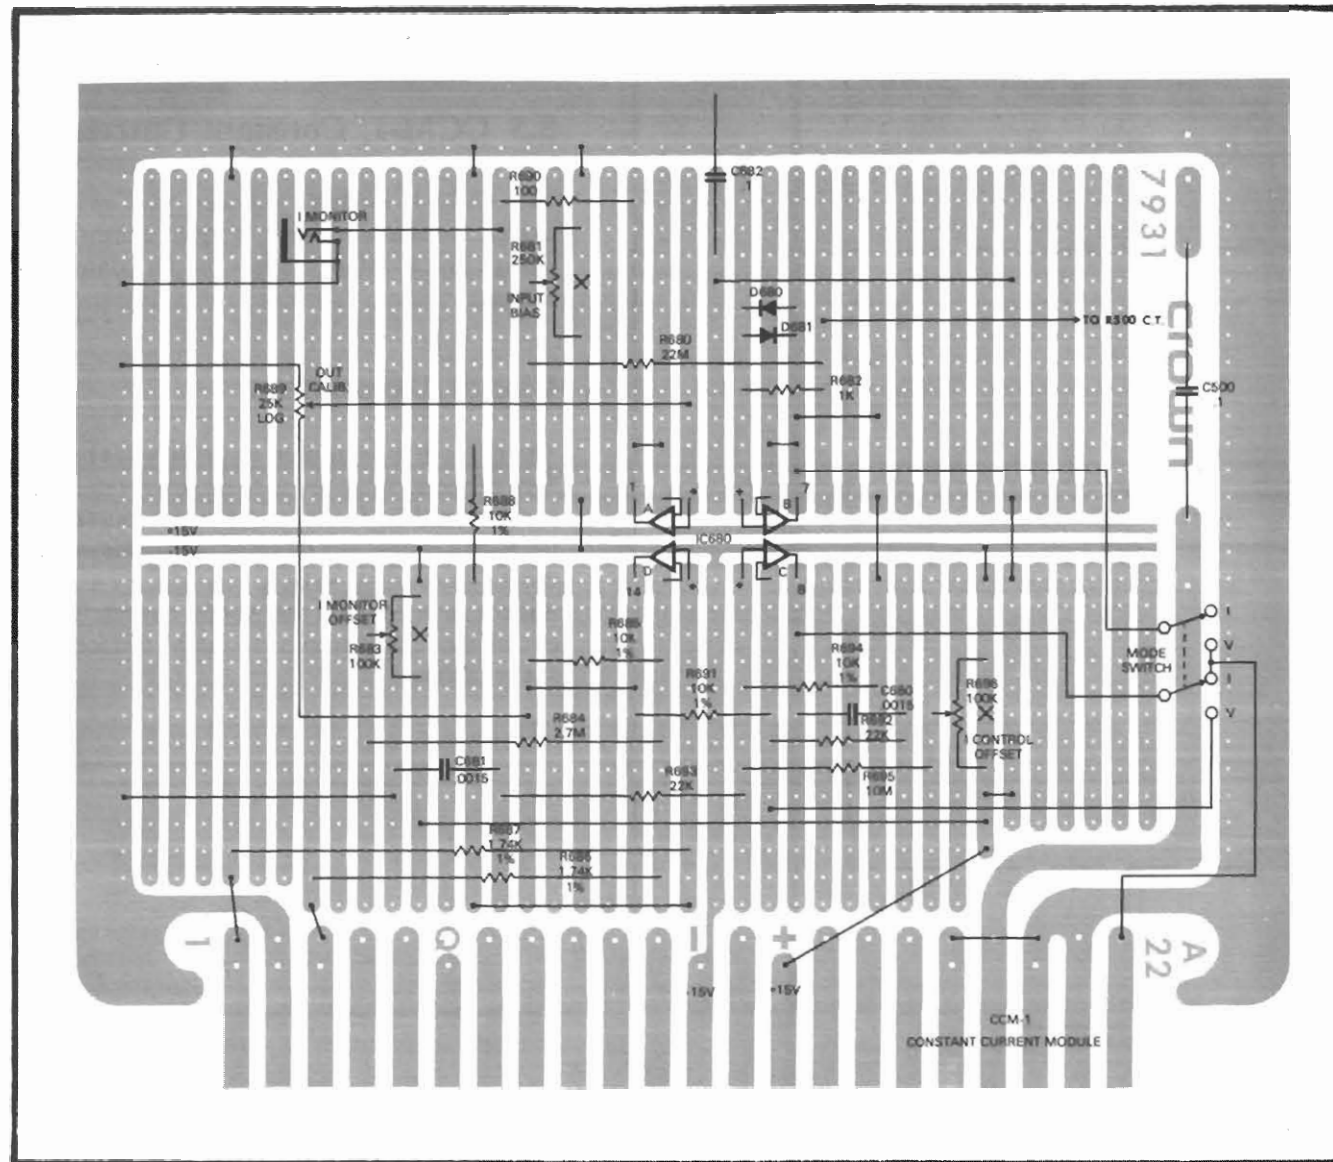 C682
.1
R690
100
7931
I MONITOR
R681
250K
INPUT
BIAS
D680
D681
TO R500 C.T.
crown
R680
22M
OUT
CALIB.
R689
25K
LOG
R682
1K
C500
.1
R688
10K
1%
1
A
+
+
B
7
+15V
-15V
IC680
D
14
+
+
C
8
I MONITOR
OFFSET
R683
100K
R685
10K
1%
R694
10K
1%
MODE
SWITCH
I
V
I
V
R691
10K
1%
C680
.0015
R696
100K
R684
2.7M
R692
22K
I CONTROL
OFFSET
C681
.0015
R693
22K
R695
10M
R687
1.74K
1%
R686
1.74K
1%
1
Q
-
+
A
22
-15V
+15V
CCM-1
CONSTANT CURRENT MODULE